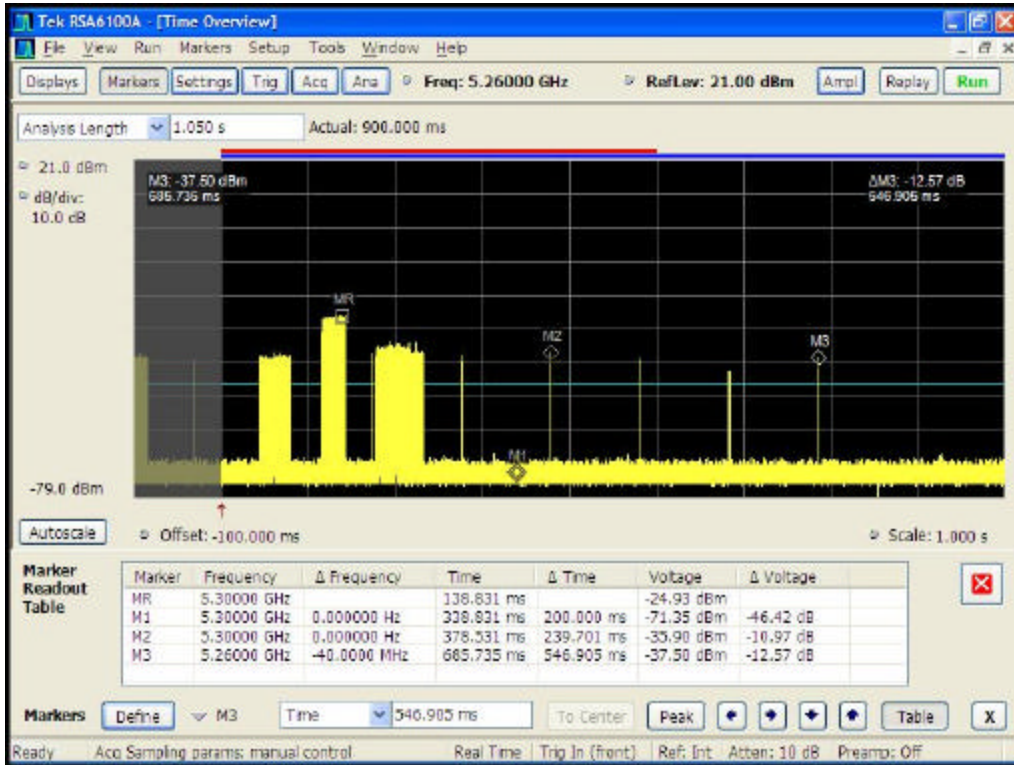 Tek RSA6100A - [Time Overview]
File View Run Markers Setup Tools Window Help
Displays Markers Settings Trig Acq Ana Freq: 5.26000 GHz RefLev: 21.00 dBm Ampl Replay Run
Analysis Length 1.050 s Actual: 900.000 ms
21.0 dBm
dB/div:
10.0 dB
M3: -37.50 dBm
685.736 ms
ΔM3: -12.57 dB
546.906 ms
MR
M2
M3
M1
-79.0 dBm
Autoscale Offset: -100.000 ms Scale: 1.000 s
Marker Readout Table
Marker Frequency Δ Frequency Time Δ Time Voltage Δ Voltage
MR 5.30000 GHz 138.831 ms -24.93 dBm
M1 5.30000 GHz 0.000000 Hz 338.831 ms 200.000 ms -71.35 dBm -46.42 dB
M2 5.30000 GHz 0.000000 Hz 378.531 ms 239.701 ms -35.90 dBm -10.97 dB
M3 5.26000 GHz -40.0000 MHz 685.735 ms 546.905 ms -37.50 dBm -12.57 dB
Markers Define M3 Time 546.905 ms To Center Peak Table X
Ready Acq Sampling params: manual control Real Time Trig In (front) Ref: Int Atten: 10 dB Preamp: Off